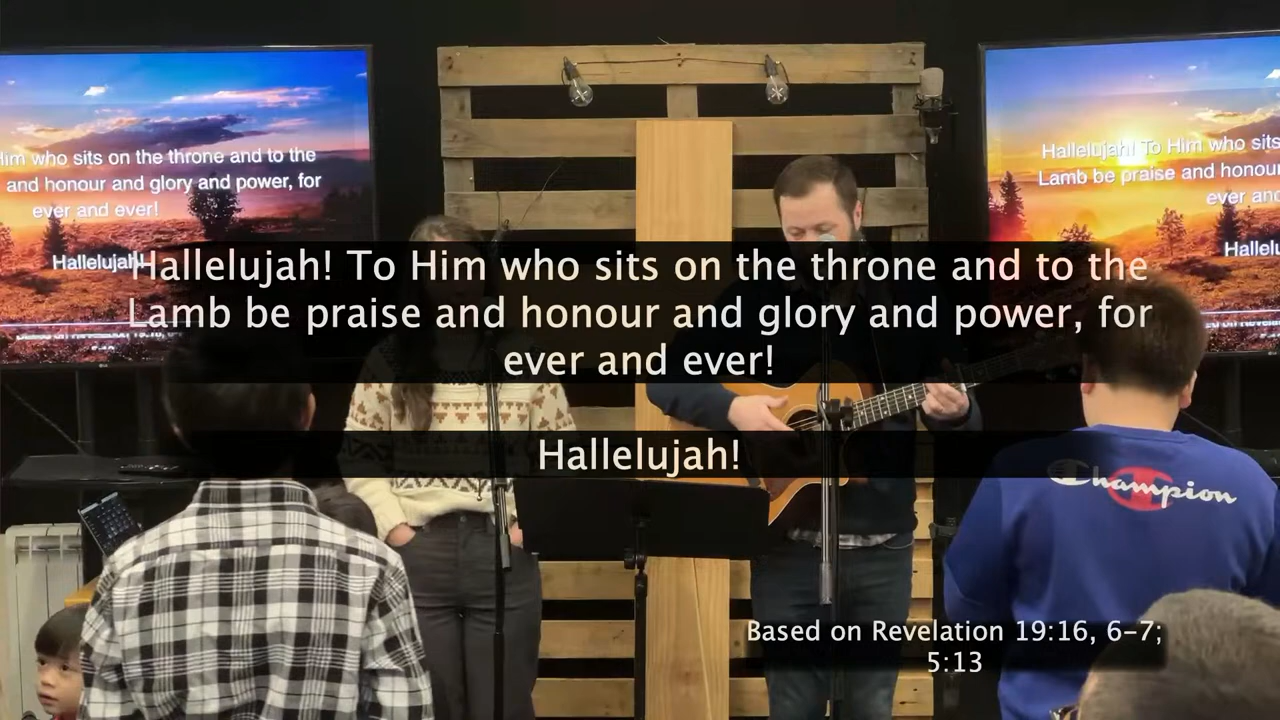 Him who sits on the throne and to the
and honour and glory and power, for
ever and ever!
Hallelujah!
Hallelujah! To Him who sits
Lamb be praise and honour
ever and
Hallelujah! To Him who sits on the throne and to the
Lamb be praise and honour and glory and power, for
ever and ever!
Hallelujah!
Champion
Based on Revelation 19:16, 6-7;
5:13